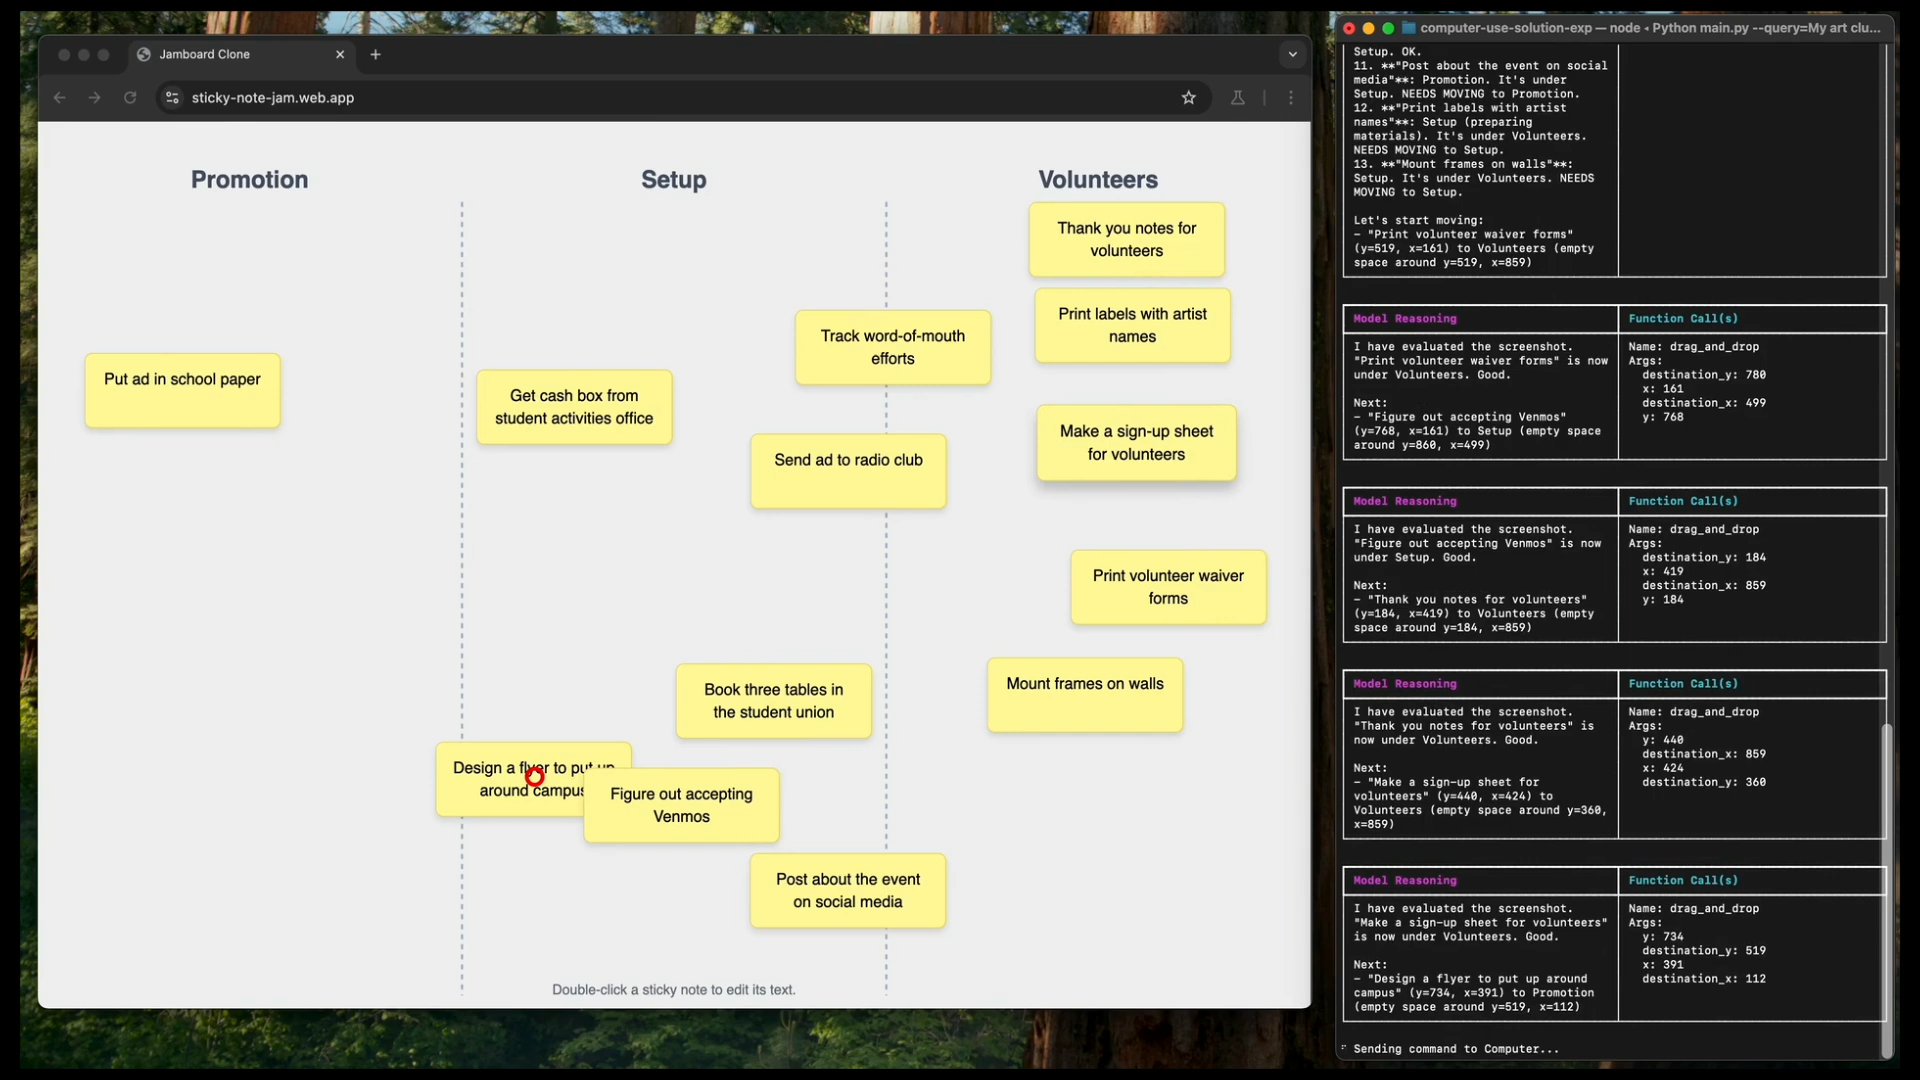 Jamboard Clone
sticky-note-jam.web.app
Promotion
Setup
Volunteers
Thank you notes for
volunteers
Print labels with artist
names
Track word-of-mouth
efforts
Put ad in school paper
Get cash box from
student activities office
Make a sign-up sheet
for volunteers
Send ad to radio club
Print volunteer waiver
forms
Book three tables in
the student union
Mount frames on walls
Design a flyer to put up
around campus
Figure out accepting
Venmos
Post about the event
on social media
Double-click a sticky note to edit its text.
computer-use-solution-exp — node ◂ Python main.py --query=My art clu...
Setup. OK.
11. **"Post about the event on social
media"**: Promotion. It's under
Setup. NEEDS MOVING to Promotion.
12. **"Print labels with artist
names"**: Setup (preparing
materials). It's under Volunteers.
NEEDS MOVING to Setup.
13. **"Mount frames on walls"**:
Setup. It's under Volunteers. NEEDS
MOVING to Setup.
Let's start moving:
- "Print volunteer waiver forms"
(y=519, x=161) to Volunteers (empty
space around y=519, x=859)
Model Reasoning
Function Call(s)
I have evaluated the screenshot.
"Print volunteer waiver forms" is now
under Volunteers. Good.
Next:
- "Figure out accepting Venmos"
(y=768, x=161) to Setup (empty space
around y=860, x=499)
Name: drag_and_drop
Args:
destination_y: 780
x: 161
destination_x: 499
y: 768
Model Reasoning
Function Call(s)
I have evaluated the screenshot.
"Figure out accepting Venmos" is now
under Setup. Good.
Next:
- "Thank you notes for volunteers"
(y=184, x=419) to Volunteers (empty
space around y=184, x=859)
Name: drag_and_drop
Args:
destination_y: 184
x: 419
destination_x: 859
y: 184
Model Reasoning
Function Call(s)
I have evaluated the screenshot.
"Thank you notes for volunteers" is
now under Volunteers. Good.
Next:
- "Make a sign-up sheet for
volunteers" (y=440, x=424) to
Volunteers (empty space around y=360,
x=859)
Name: drag_and_drop
Args:
y: 440
destination_x: 859
x: 424
destination_y: 360
Model Reasoning
Function Call(s)
I have evaluated the screenshot.
"Make a sign-up sheet for volunteers"
is now under Volunteers. Good.
Next:
- "Design a flyer to put up around
campus" (y=734, x=391) to Promotion
(empty space around y=519, x=112)
Name: drag_and_drop
Args:
y: 734
destination_y: 519
x: 391
destination_x: 112
Sending command to Computer...